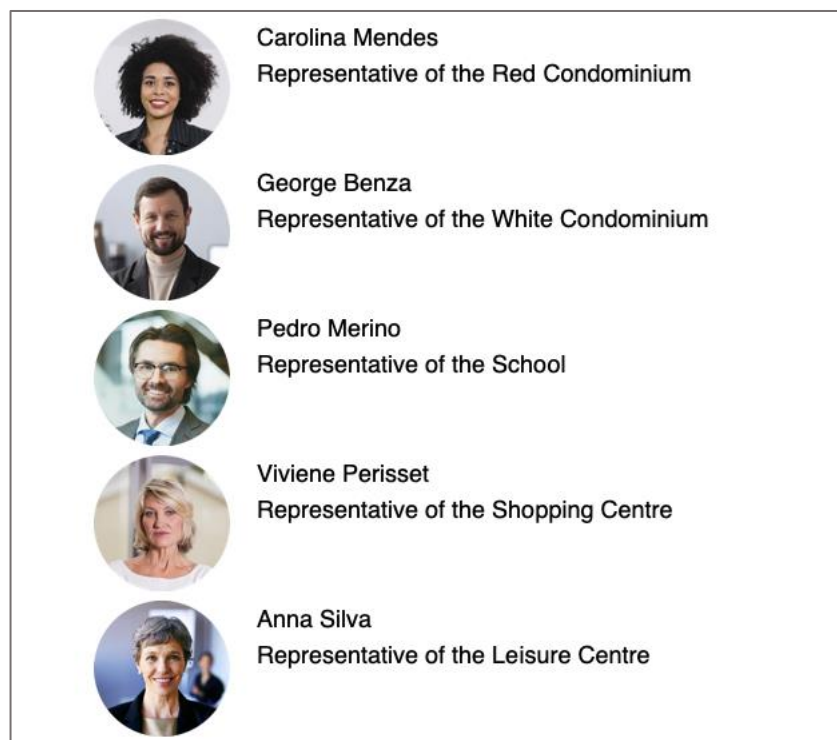 Carolina Mendes
Representative of the Red Condominium
George Benza
Representative of the White Condominium
Pedro Merino
Representative of the School
Viviene Perisset
Representative of the Shopping Centre
Anna Silva
Representative of the Leisure Centre